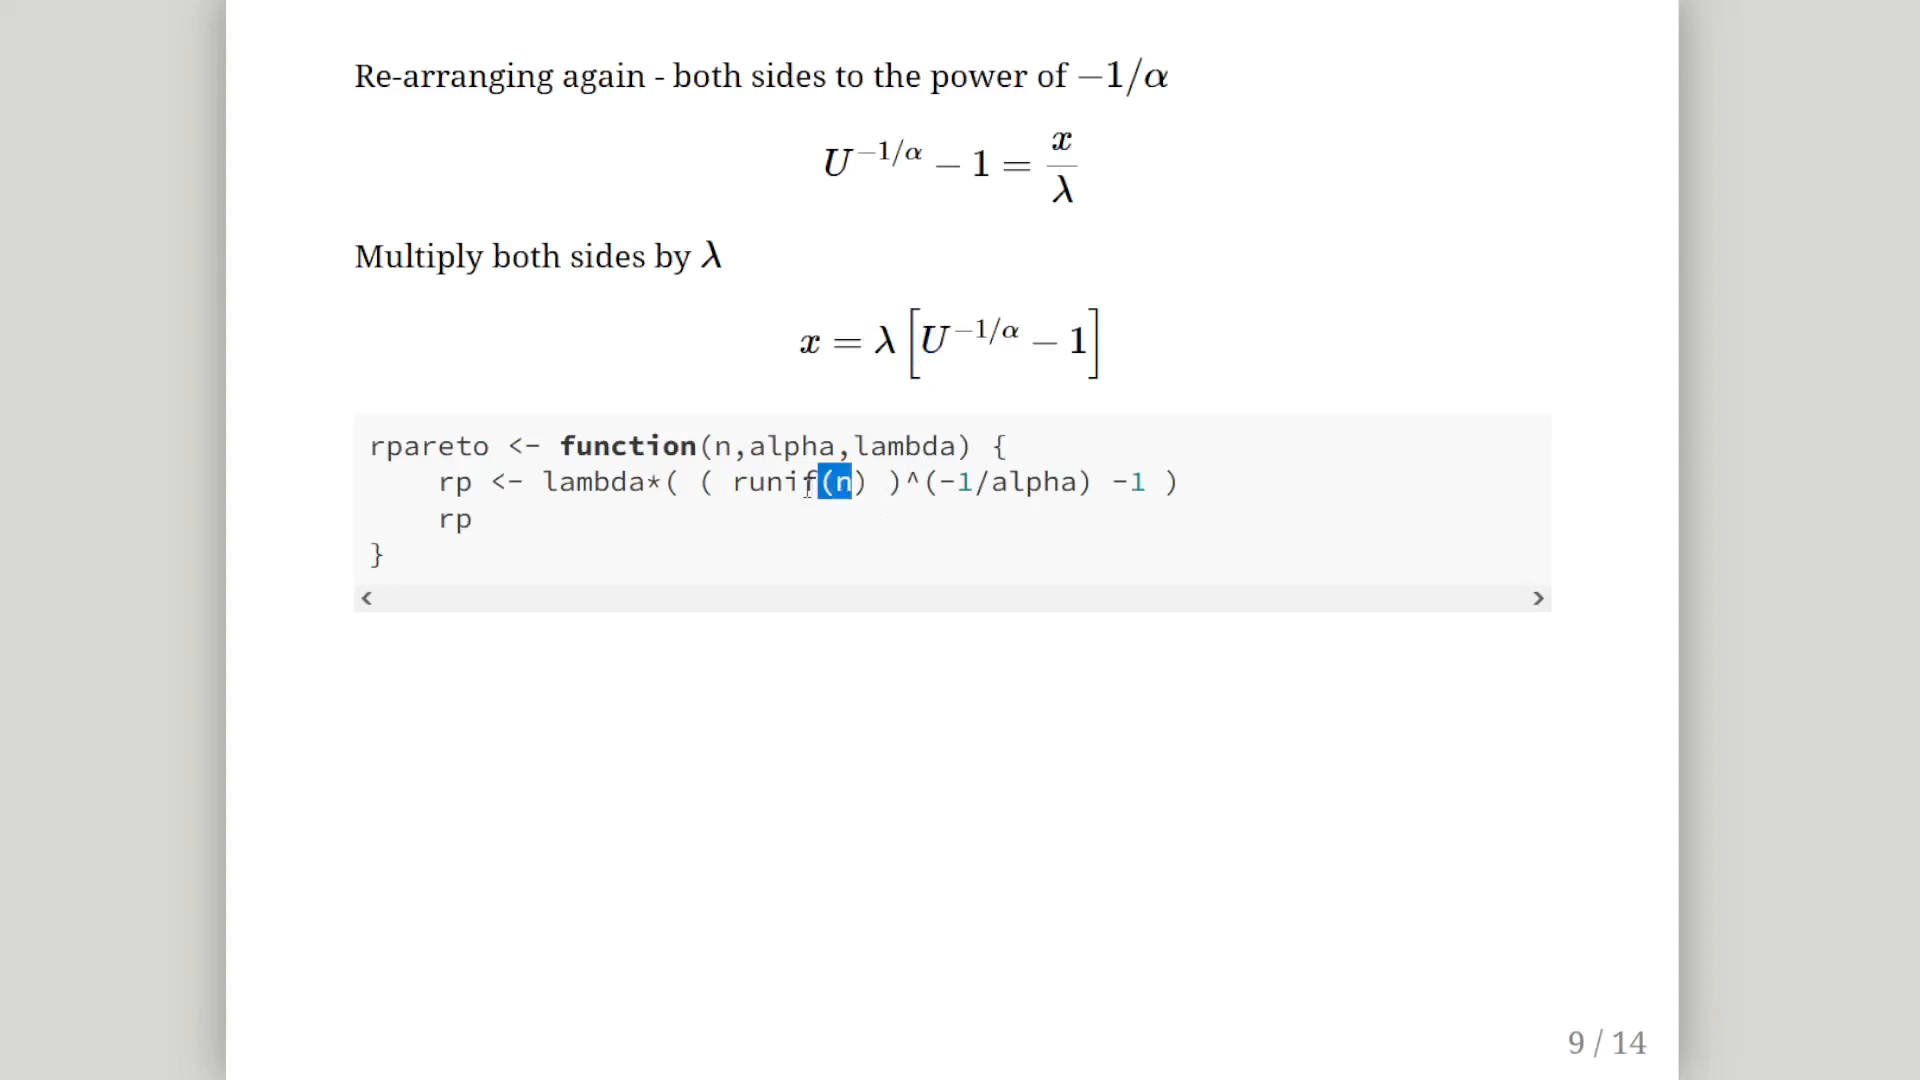 Re-arranging again - both sides to the power of −1/α
U^{−1/α} − 1 = x/λ
Multiply both sides by λ
x = λ [U^{−1/α} − 1]
rpareto <- function(n,alpha,lambda) {
    rp <- lambda*( ( runif(n) )^(-1/alpha) -1 )
    rp
}
9 / 14